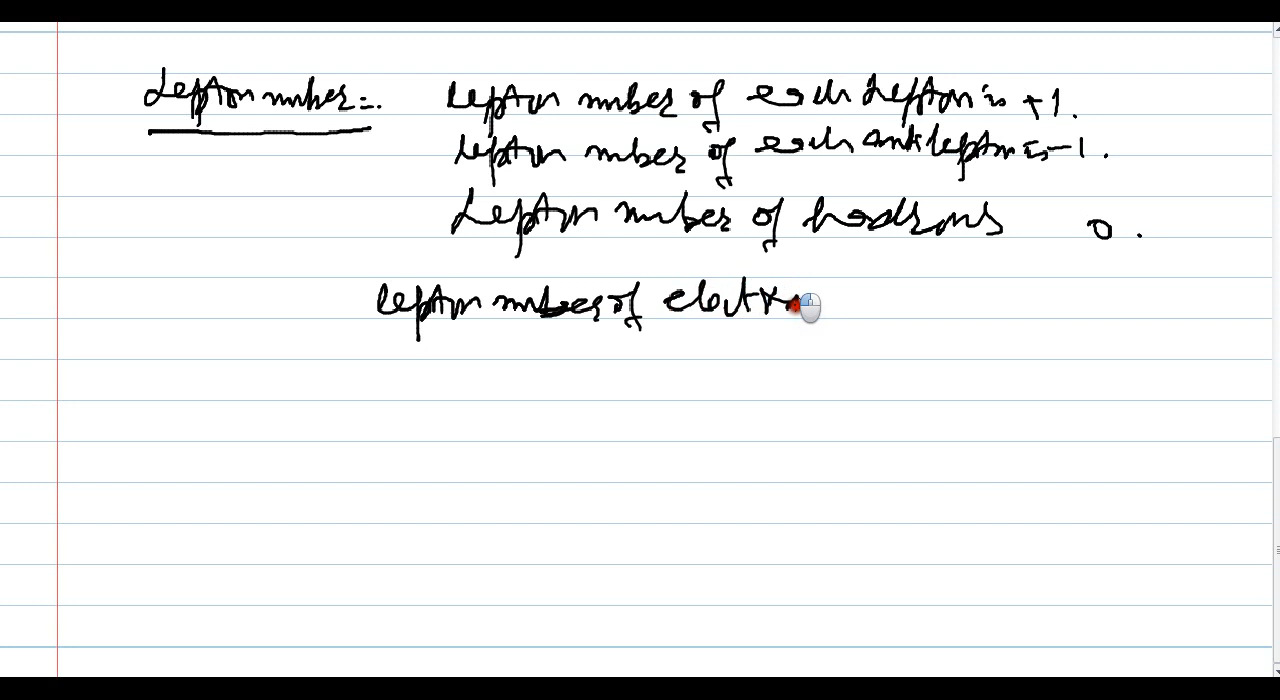 Lepton number :- Lepton number of each Lepton is +1.
Lepton number of each antilepton is -1.
Lepton number of hadrons 0.
Lepton number of electr